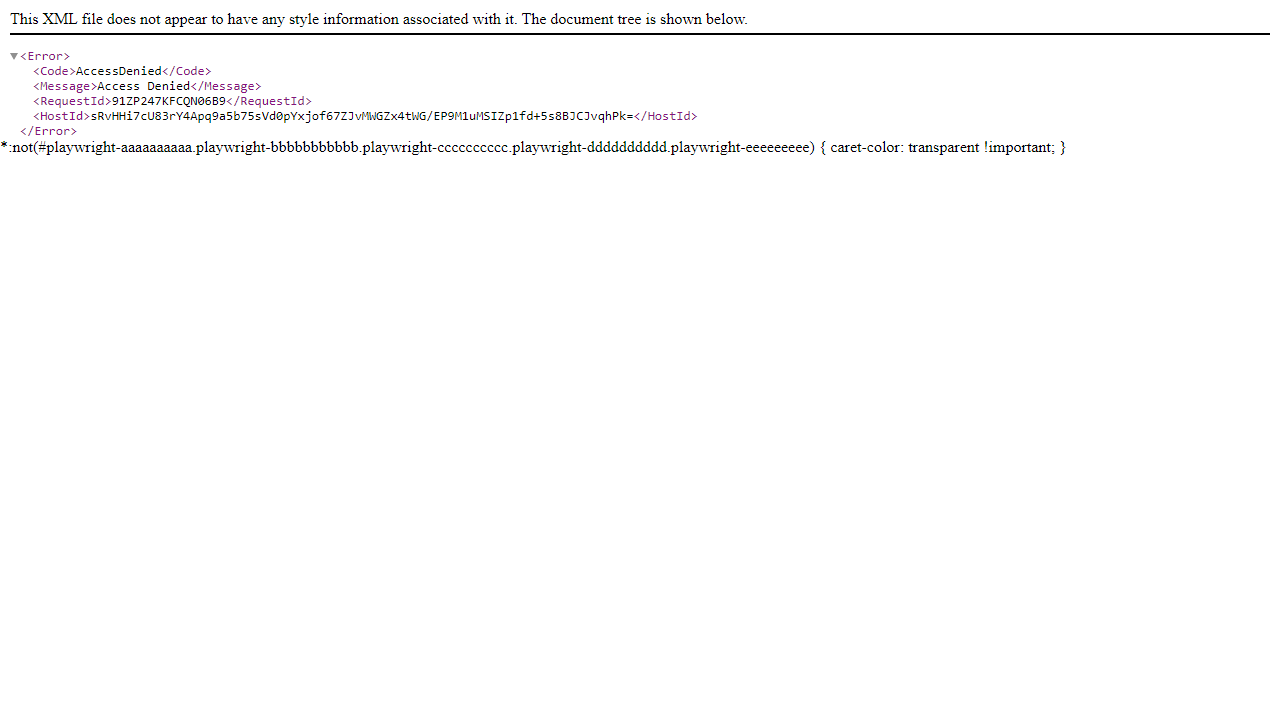 This XML file does not appear to have any style information associated with it. The document tree is shown below.
▼<Error>
<Code>AccessDenied</Code>
<Message>Access Denied</Message>
<RequestId>91ZP247KFCQN06B9</RequestId>
<HostId>sRvHHi7cU83rY4Apq9a5b75sVd0pYxjof67ZJvMWGZx4tWG/EP9M1uMSIZp1fd+5s8BJCJvqhPk=</HostId>
</Error>
*:not(#playwright-aaaaaaaaaa.playwright-bbbbbbbbbbb.playwright-cccccccccc.playwright-dddddddddd.playwright-eeeeeeeee) { caret-color: transparent !important; }